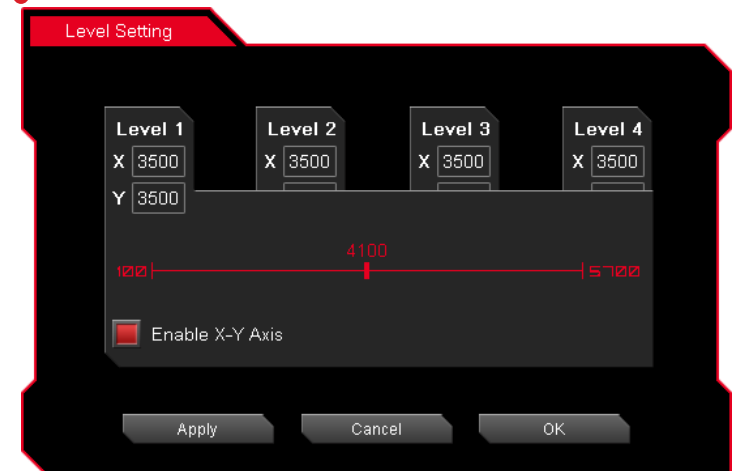 Level Setting
Level 1 Level 2 Level 3 Level 4
X 3500 X 3500 X 3500 X 3500
Y 3500
4100
100 5700
Enable X-Y Axis
Apply Cancel OK